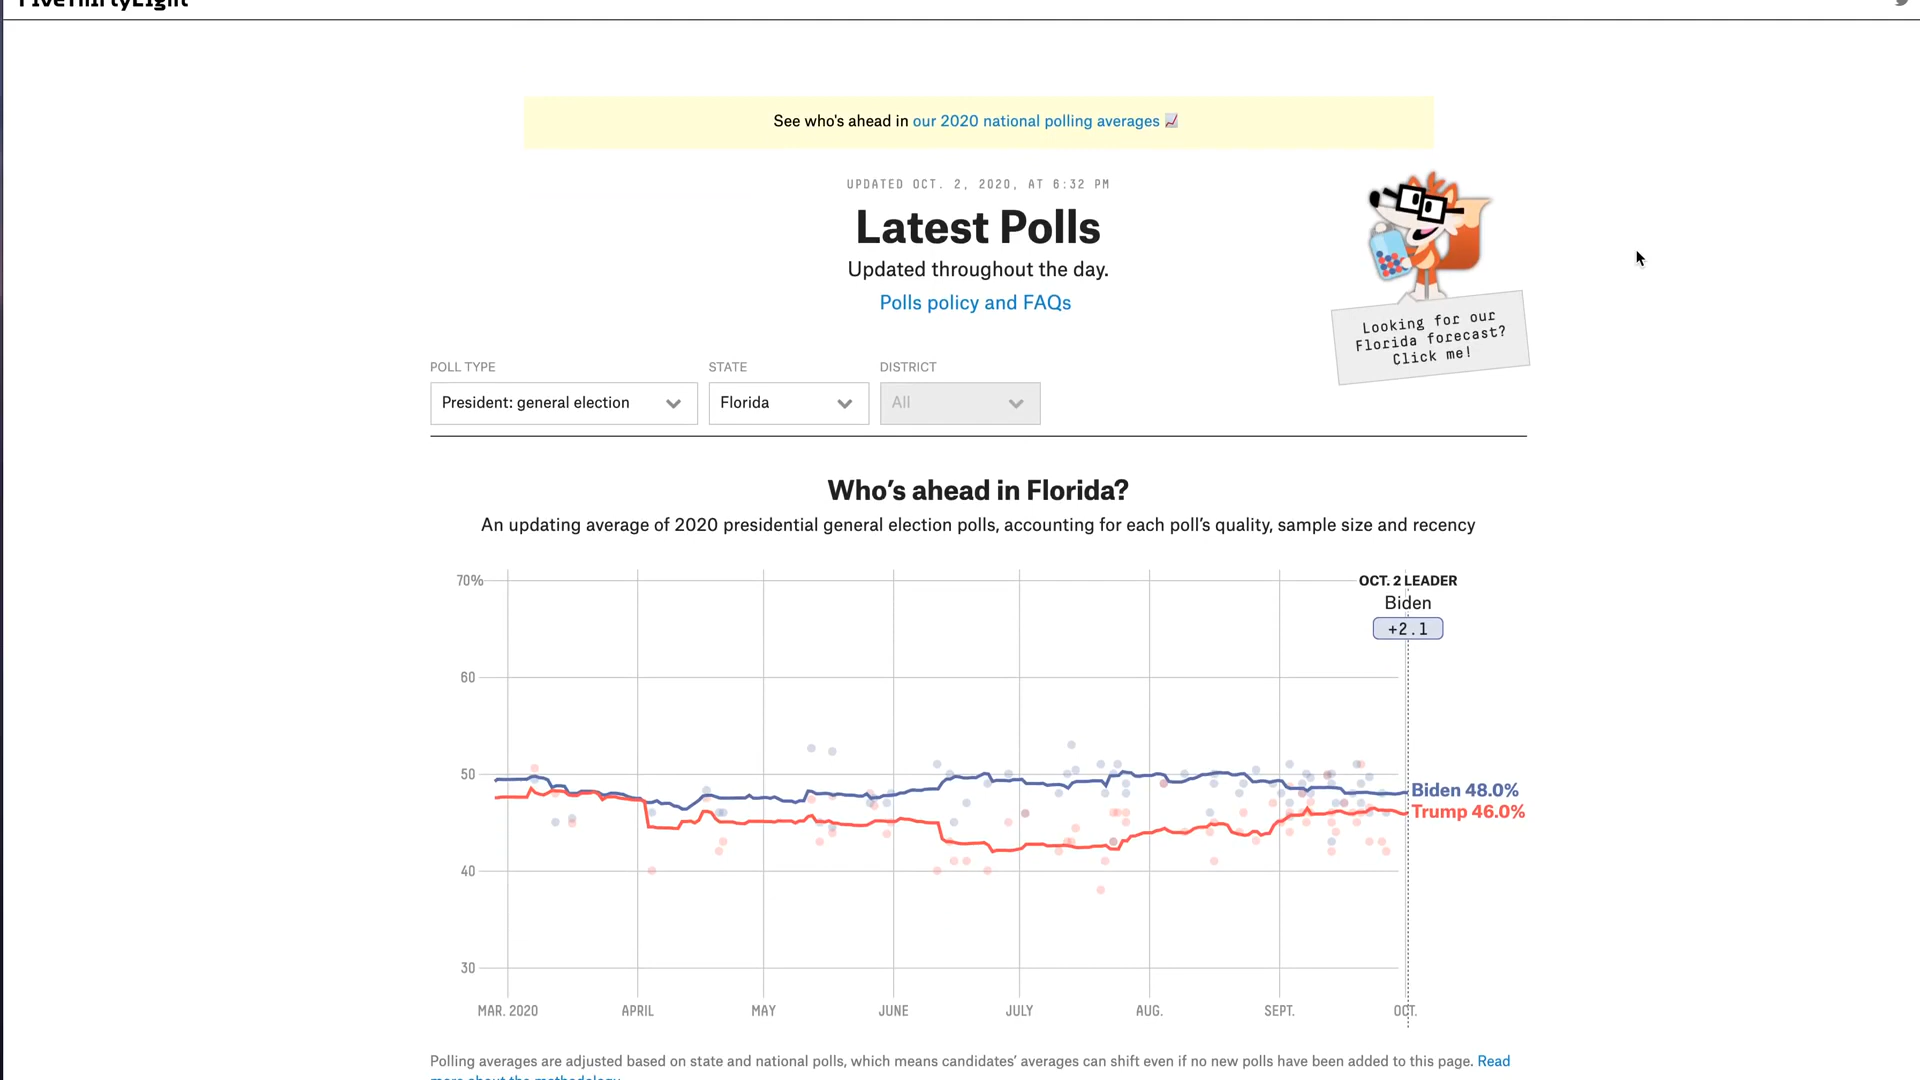 FiveThirtyEight
See who's ahead in our 2020 national polling averages
UPDATED OCT. 2, 2020, AT 6:32 PM
Latest Polls
Updated throughout the day.
Polls policy and FAQs
Looking for our
Florida forecast?
Click me!
POLL TYPE
STATE
DISTRICT
President: general election
Florida
All
Who's ahead in Florida?
An updating average of 2020 presidential general election polls, accounting for each poll's quality, sample size and recency
70%
OCT. 2 LEADER
Biden
+2.1
60
50
Biden 48.0%
Trump 46.0%
40
30
MAR. 2020
APRIL
MAY
JUNE
JULY
AUG.
SEPT.
OCT.
Polling averages are adjusted based on state and national polls, which means candidates' averages can shift even if no new polls have been added to this page. Read
more about the methodology.